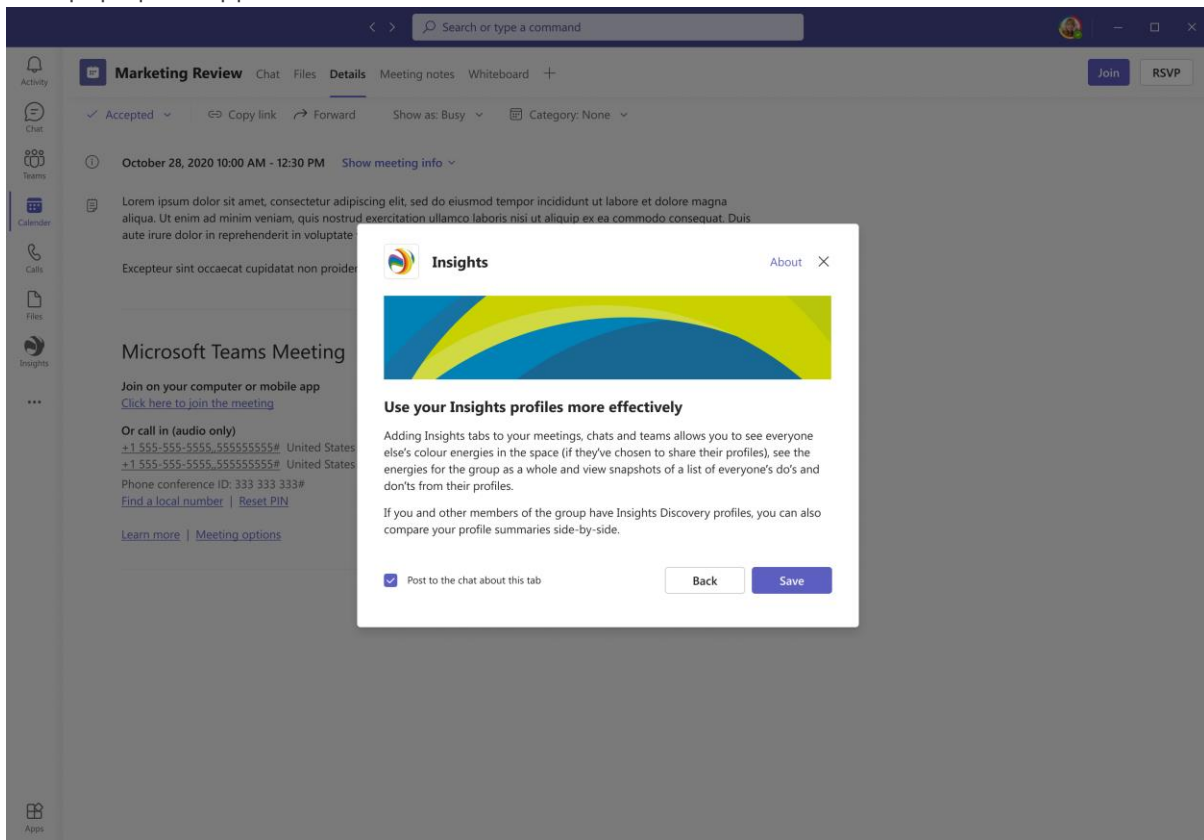 Search or type a command
Activity
Chat
Teams
Calender
Calls
Files
Insights
Apps
Marketing Review Chat Files Details Meeting notes Whiteboard +
Join RSVP
Accepted Copy link Forward Show as: Busy Category: None
October 28, 2020 10:00 AM - 12:30 PM Show meeting info
Lorem ipsum dolor sit amet, consectetur adipiscing elit, sed do eiusmod tempor incididunt ut labore et dolore magna
aliqua. Ut enim ad minim veniam, quis nostrud exercitation ullamco laboris nisi ut aliquip ex ea commodo consequat. Duis
aute irure dolor in reprehenderit in voluptate
Excepteur sint occaecat cupidatat non proiden
Microsoft Teams Meeting
Join on your computer or mobile app
Click here to join the meeting
Or call in (audio only)
+1 555-555-5555,,555555555# United States
+1 555-555-5555,,555555555# United States
Phone conference ID: 333 333 333#
Find a local number | Reset PIN
Learn more | Meeting options
Insights About
Use your Insights profiles more effectively
Adding Insights tabs to your meetings, chats and teams allows you to see everyone
else's colour energies in the space (if they've chosen to share their profiles), see the
energies for the group as a whole and view snapshots of a list of everyone's do's and
don'ts from their profiles.
If you and other members of the group have Insights Discovery profiles, you can also
compare your profile summaries side-by-side.
Post to the chat about this tab
Back Save